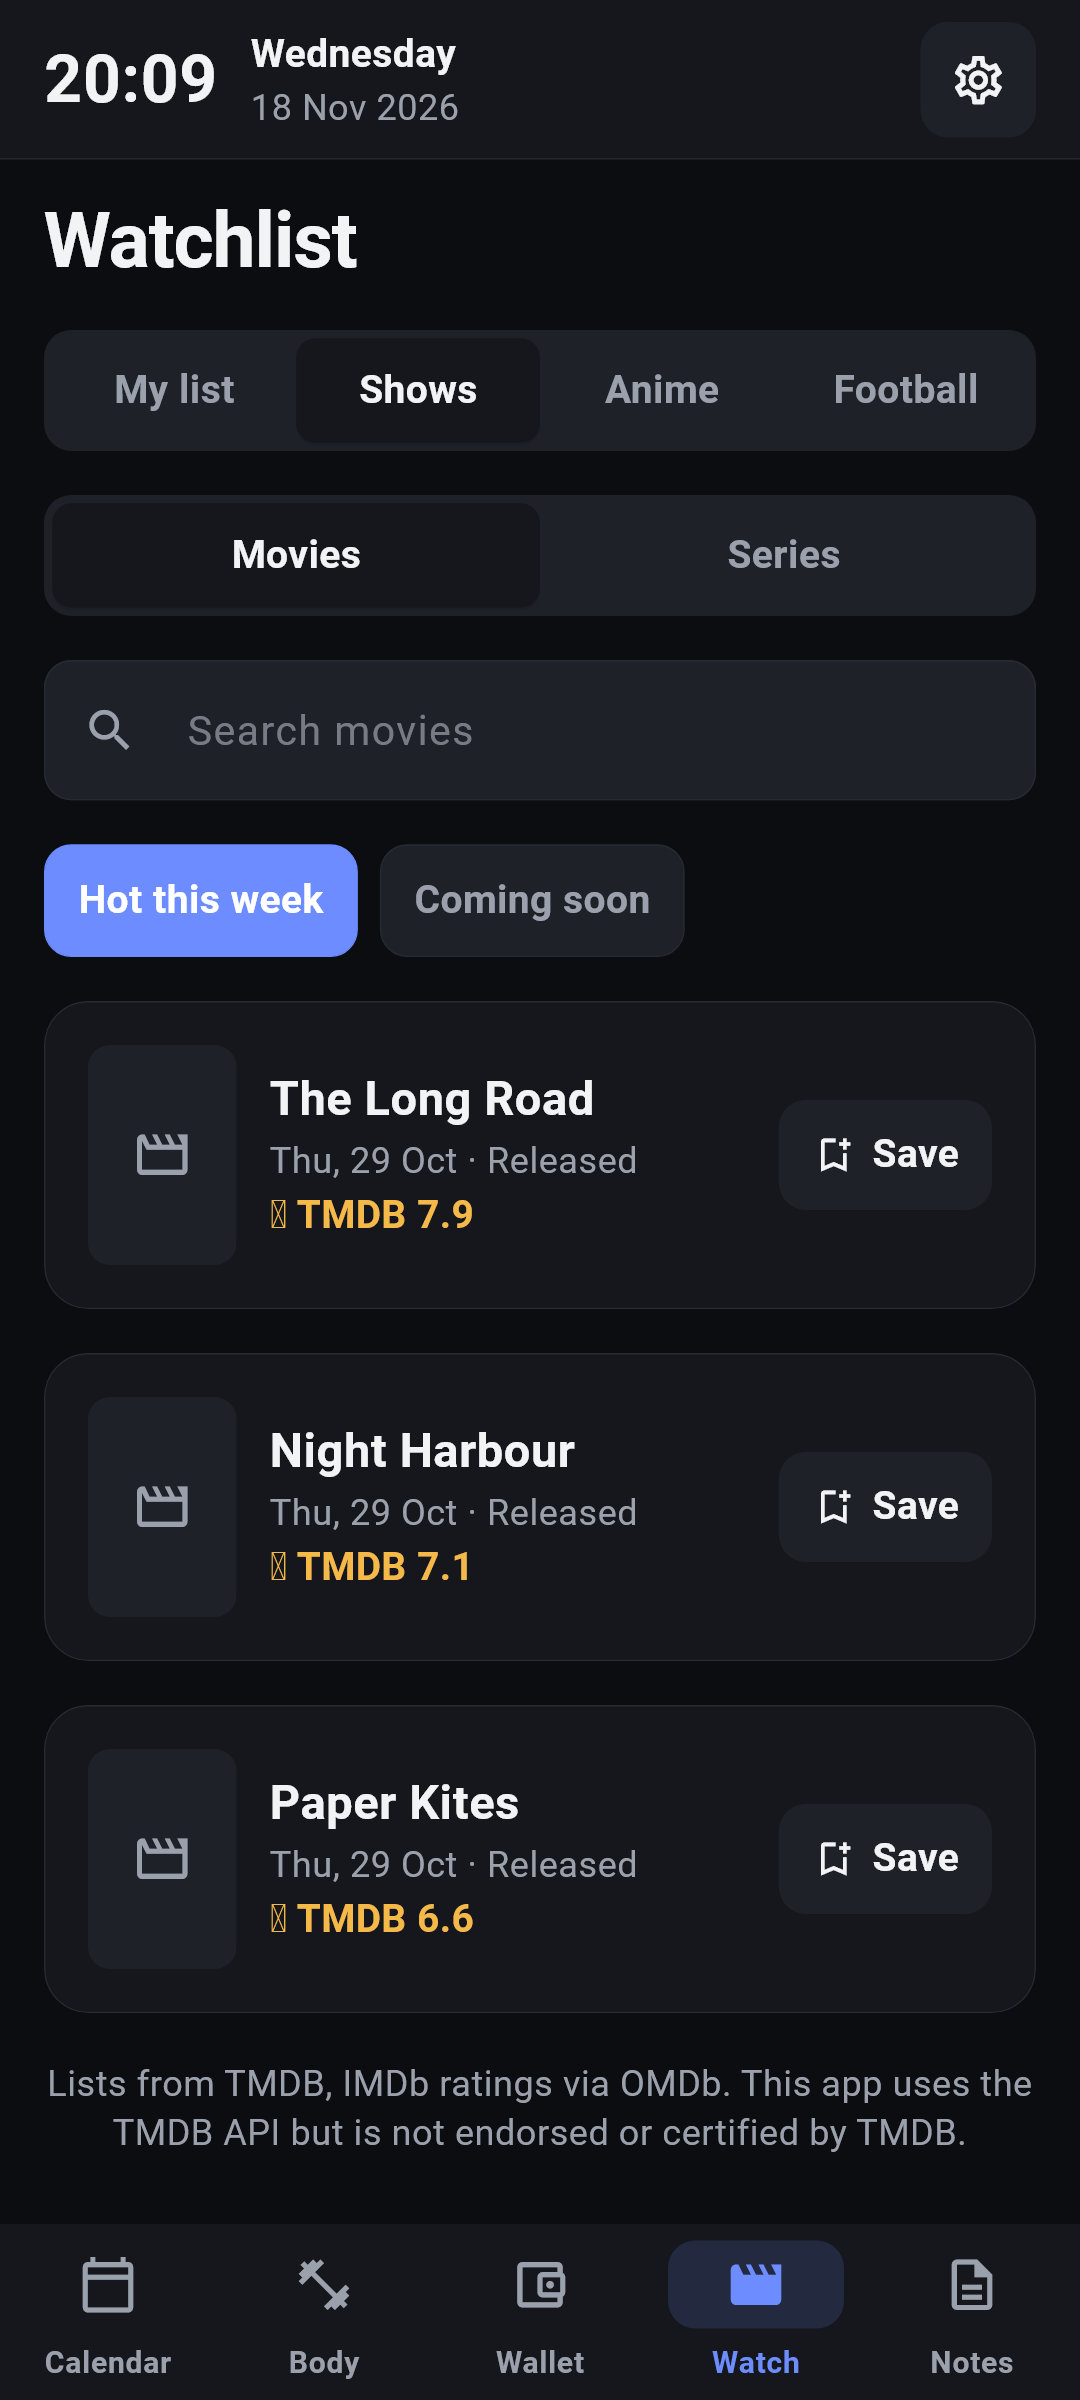 20:09
Wednesday
18 Nov 2026
Watchlist
My list
Shows
Anime
Football
Movies
Series
Search movies
Hot this week
Coming soon
The Long Road
Thu, 29 Oct · Released
TMDB 7.9
Save
Night Harbour
Thu, 29 Oct · Released
TMDB 7.1
Save
Paper Kites
Thu, 29 Oct · Released
TMDB 6.6
Save
Lists from TMDB, IMDb ratings via OMDb. This app uses the
TMDB API but is not endorsed or certified by TMDB.
Calendar
Body
Wallet
Watch
Notes